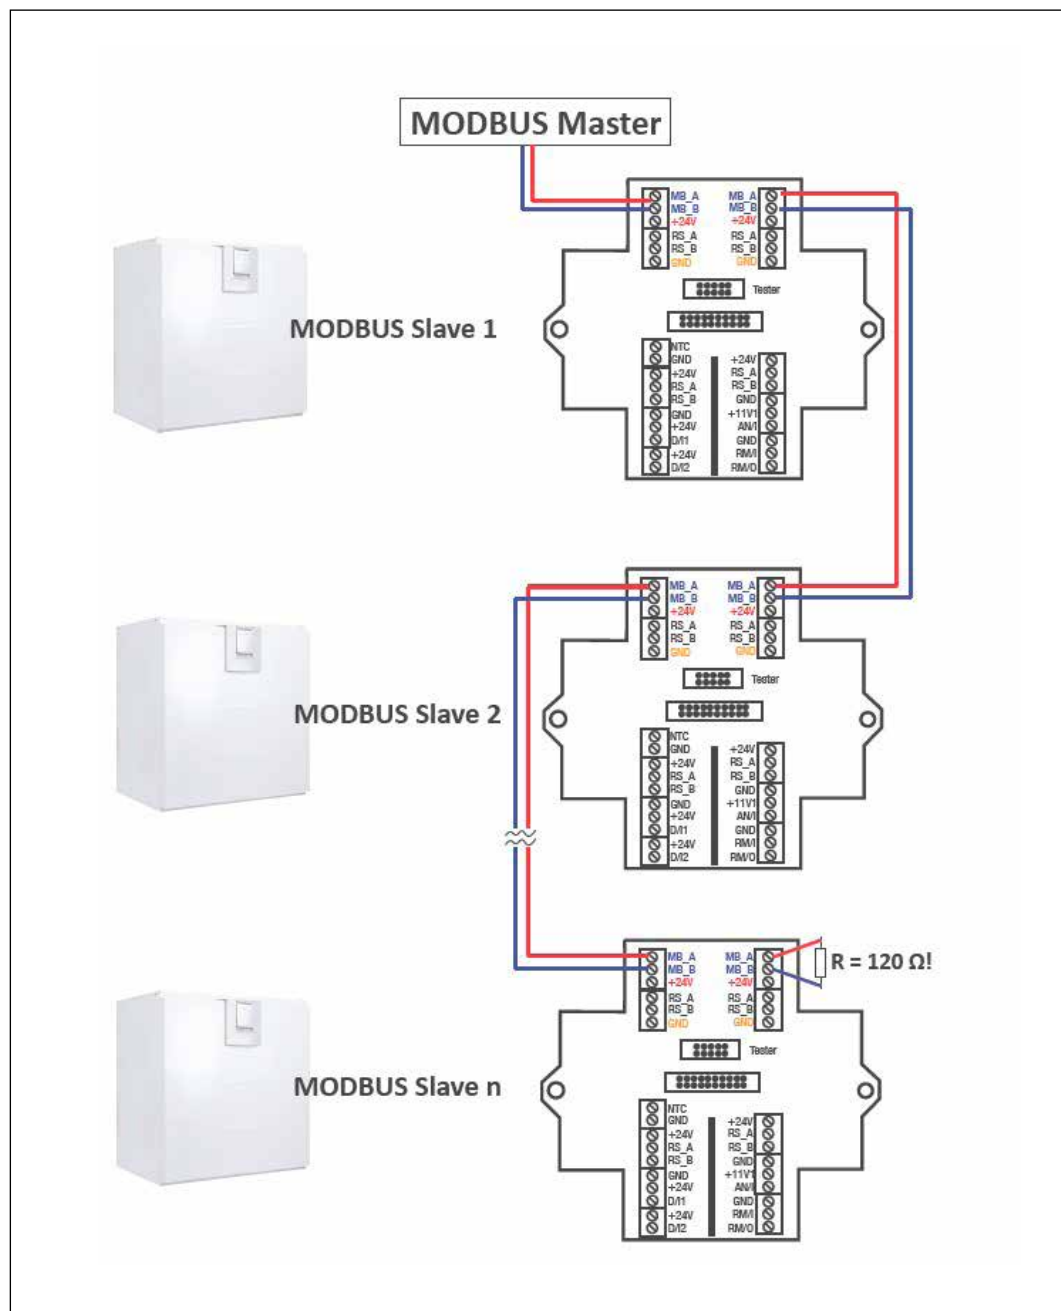 MODBUS Master
MB_A MB_A
MB_B MB_B
+24V +24V
RS_A RS_A
RS_B RS_B
GND GND
Tester
MODBUS Slave 1
NTC
GND +24V
+24V RS_A
RS_A RS_B
RS_B GND
GND +11V1
+24V AN/I
D/I1 GND
+24V RM/I
D/I2 RM/O
MB_A MB_A
MB_B MB_B
+24V +24V
RS_A RS_A
RS_B RS_B
GND GND
Tester
MODBUS Slave 2
NTC
GND +24V
+24V RS_A
RS_A RS_B
RS_B GND
GND +11V1
+24V AN/I
D/I1 GND
+24V RM/I
D/I2 RM/O
MB_A MB_A
MB_B MB_B
R = 120 Ω!
+24V +24V
RS_A RS_A
RS_B RS_B
GND GND
Tester
MODBUS Slave n
NTC
GND +24V
+24V RS_A
RS_A RS_B
RS_B GND
GND +11V1
+24V AN/I
D/I1 GND
+24V RM/I
D/I2 RM/O